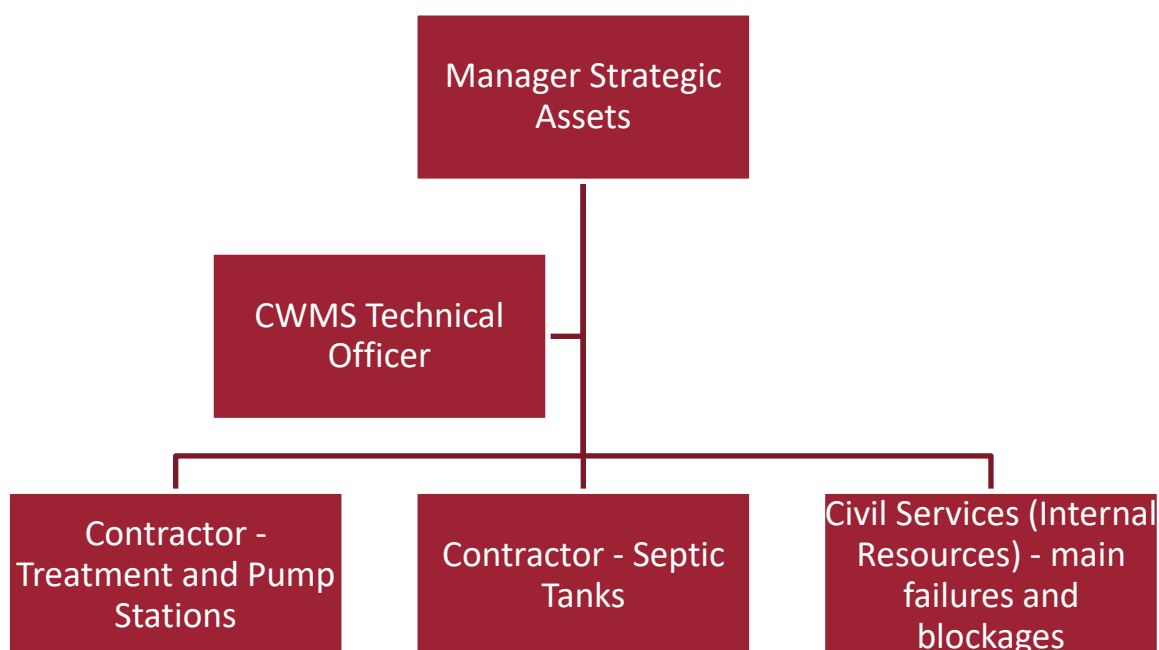 Manager Strategic
Assets
CWMS Technical
Officer
Contractor -
Treatment and Pump
Stations
Contractor - Septic
Tanks
Civil Services (Internal
Resources) - main
failures and
blockages